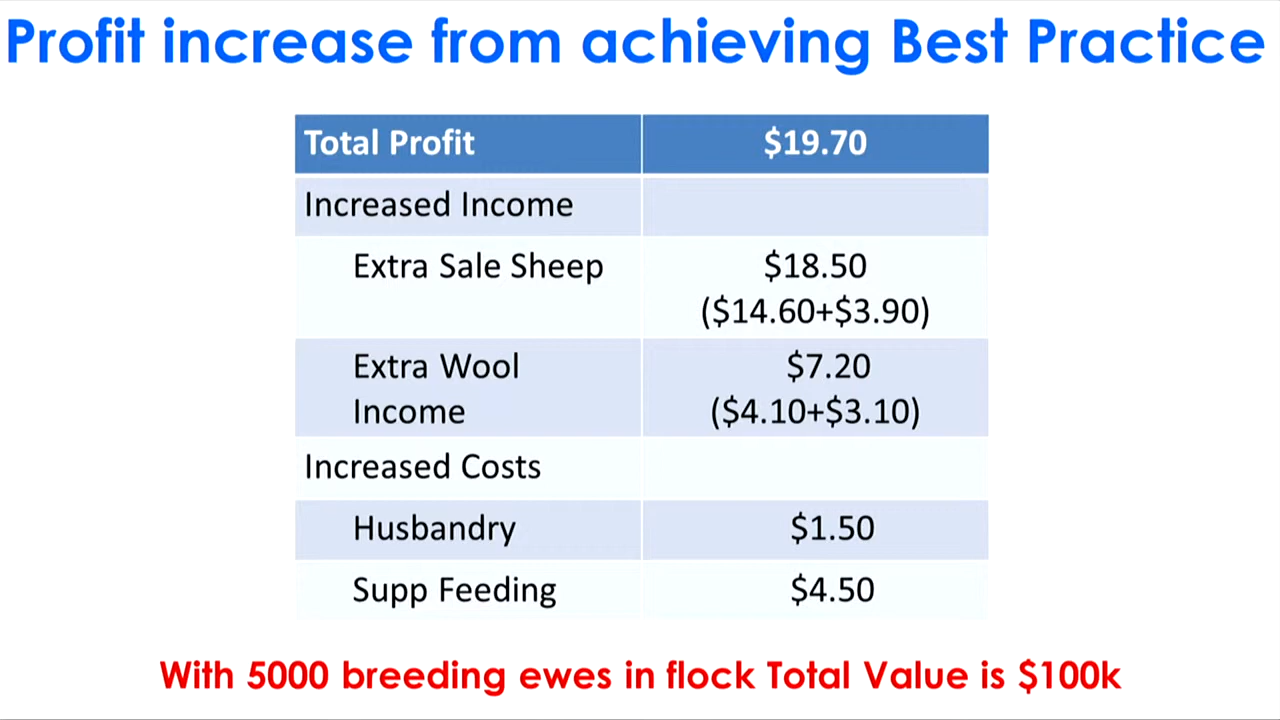 Profit increase from achieving Best Practice
Total Profit $19.70
Increased Income
Extra Sale Sheep $18.50
($14.60+$3.90)
Extra Wool $7.20
Income ($4.10+$3.10)
Increased Costs
Husbandry $1.50
Supp Feeding $4.50
With 5000 breeding ewes in flock Total Value is $100k